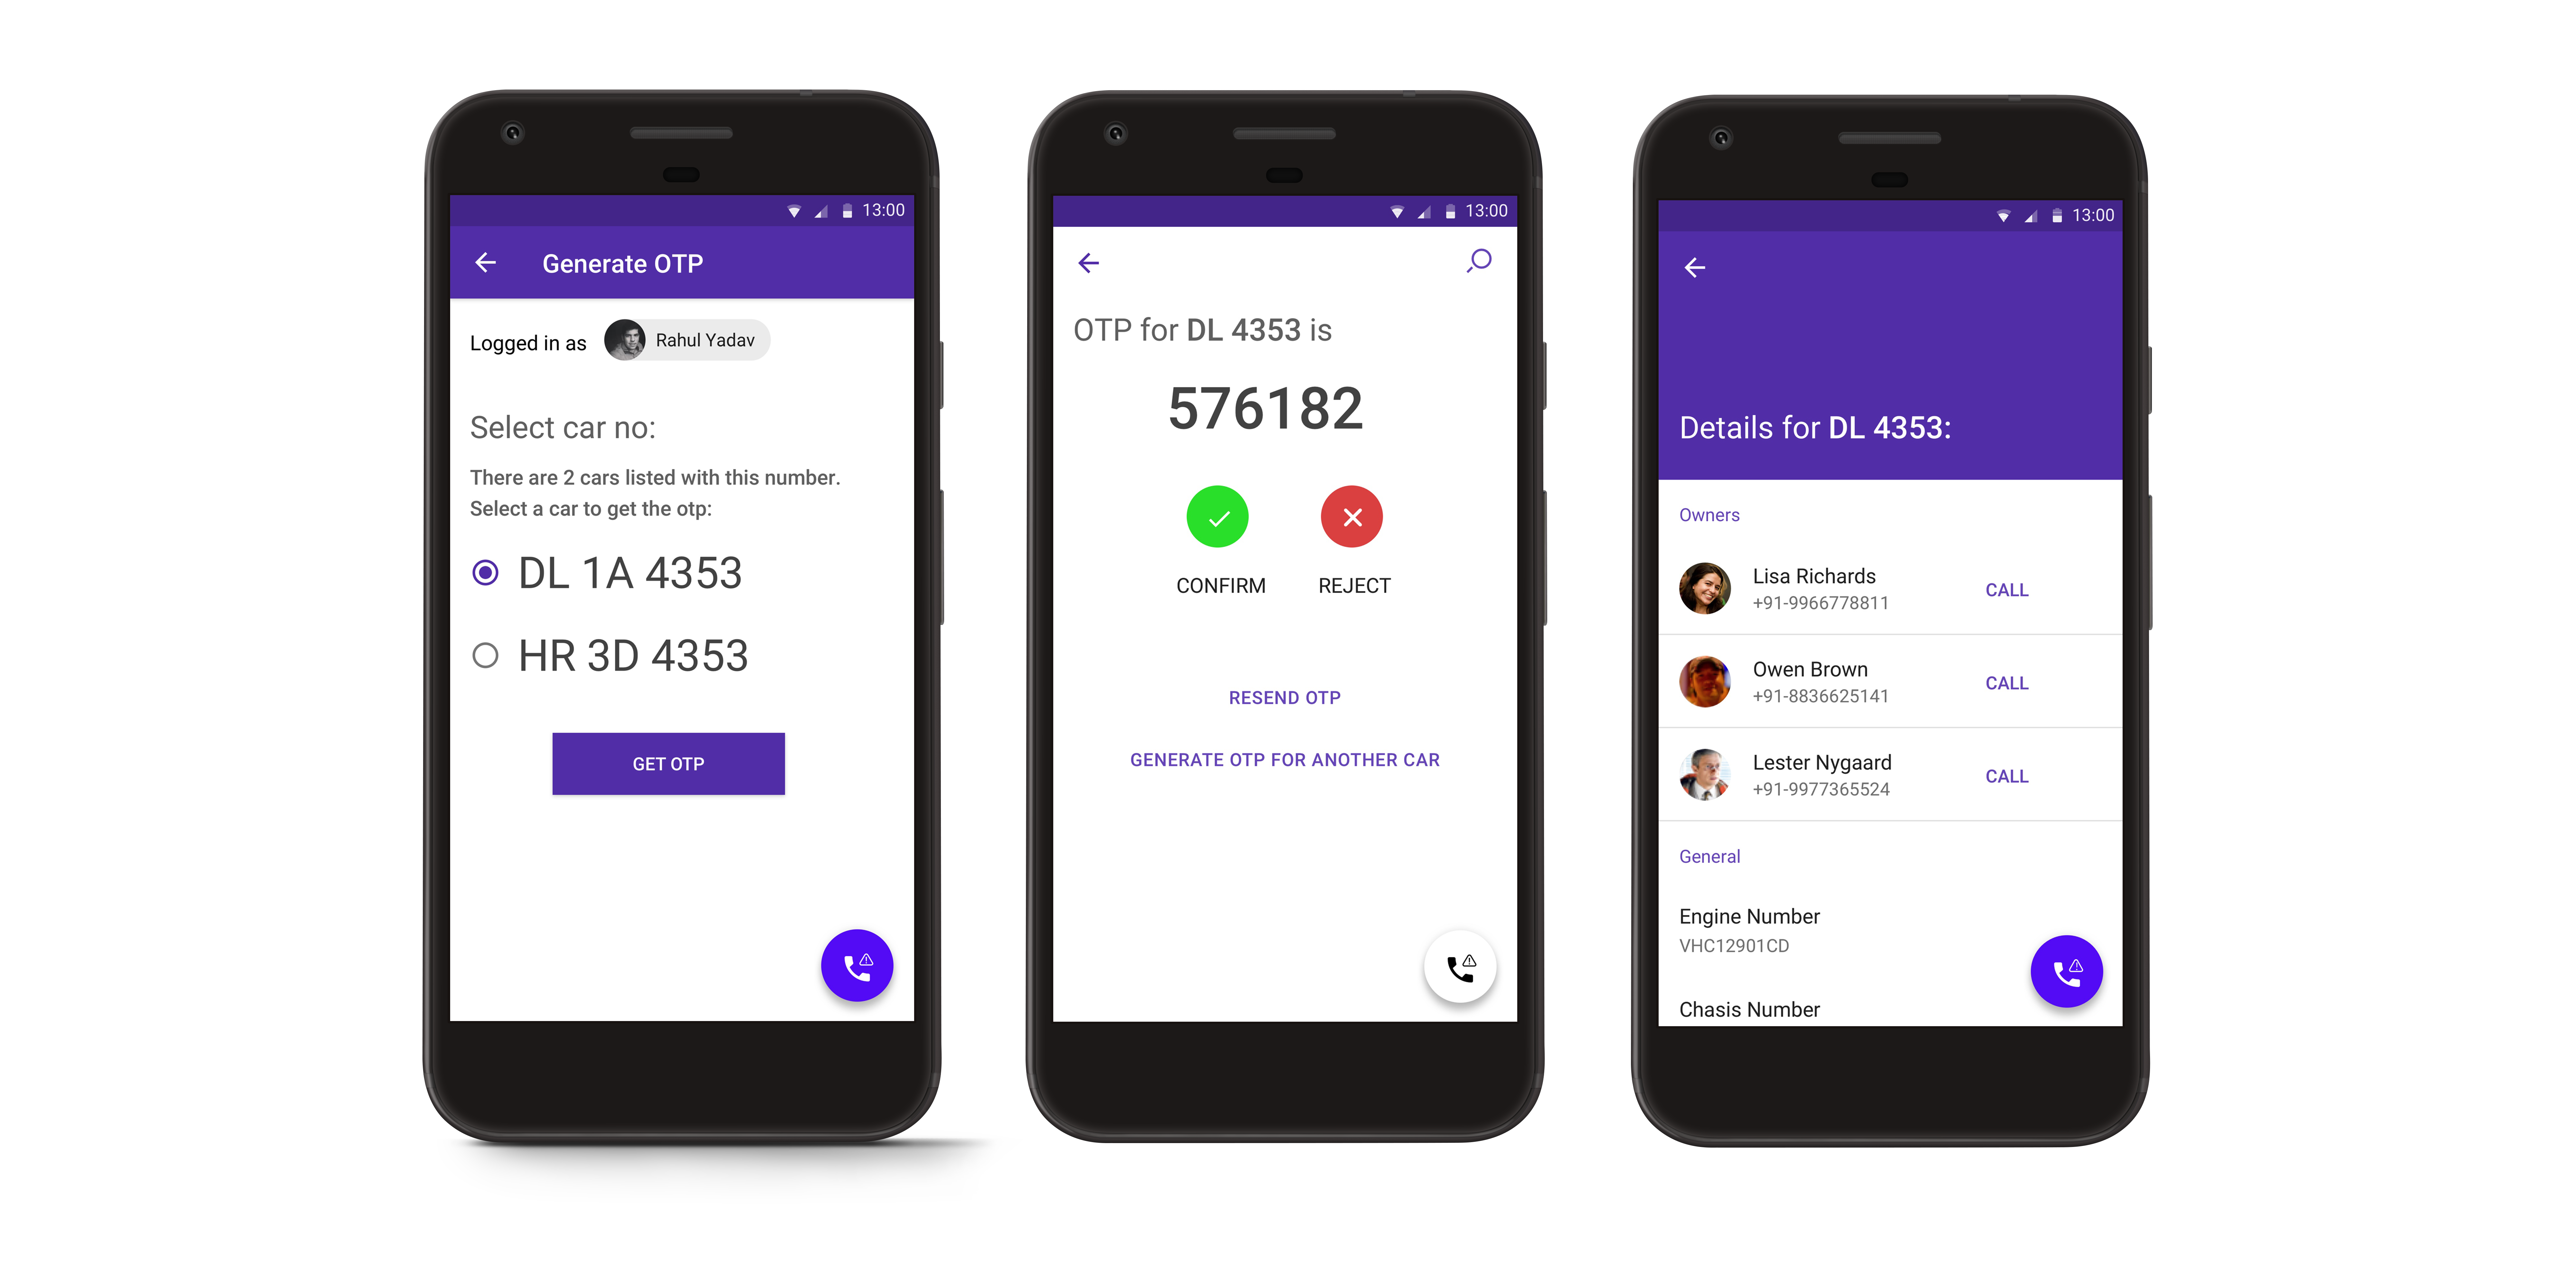 13:00
Generate OTP
Logged in as Rahul Yadav
Select car no:
There are 2 cars listed with this number.
Select a car to get the otp:
DL 1A 4353
HR 3D 4353
GET OTP
13:00
OTP for DL 4353 is
576182
CONFIRM REJECT
RESEND OTP
GENERATE OTP FOR ANOTHER CAR
13:00
Details for DL 4353:
Owners
Lisa Richards
+91-9966778811
CALL
Owen Brown
+91-8836625141
CALL
Lester Nygaard
+91-9977365524
CALL
General
Engine Number
VHC12901CD
Chasis Number